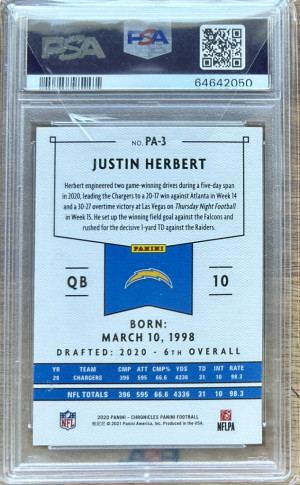 PSA
PSA
64642050
NO. PA-3
JUSTIN HERBERT
Herbert engineered two game-winning drives during a five-day span
in 2020, leading the Chargers to a 20-17 win against Atlanta in Week 14
and a 30-27 overtime victory at Las Vegas on Thursday Night Football
in Week 15. He set up the winning field goal against the Falcons and
rushed for the decisive 1-yard TD against the Raiders.
PANINI
QB 10
BORN:
MARCH 10, 1998
DRAFTED: 2020 - 6TH OVERALL
YR TEAM CMP ATT CMP% YDS TD INT RATE
20 CHARGERS 396 595 66.6 4336 31 10 98.3
NFL TOTALS 396 595 66.6 4336 31 10 98.3
NFL
2020 PANINI - CHRONICLES PANINI FOOTBALL
© 2021 Panini America, Inc. Produced in the USA.
NFLPA